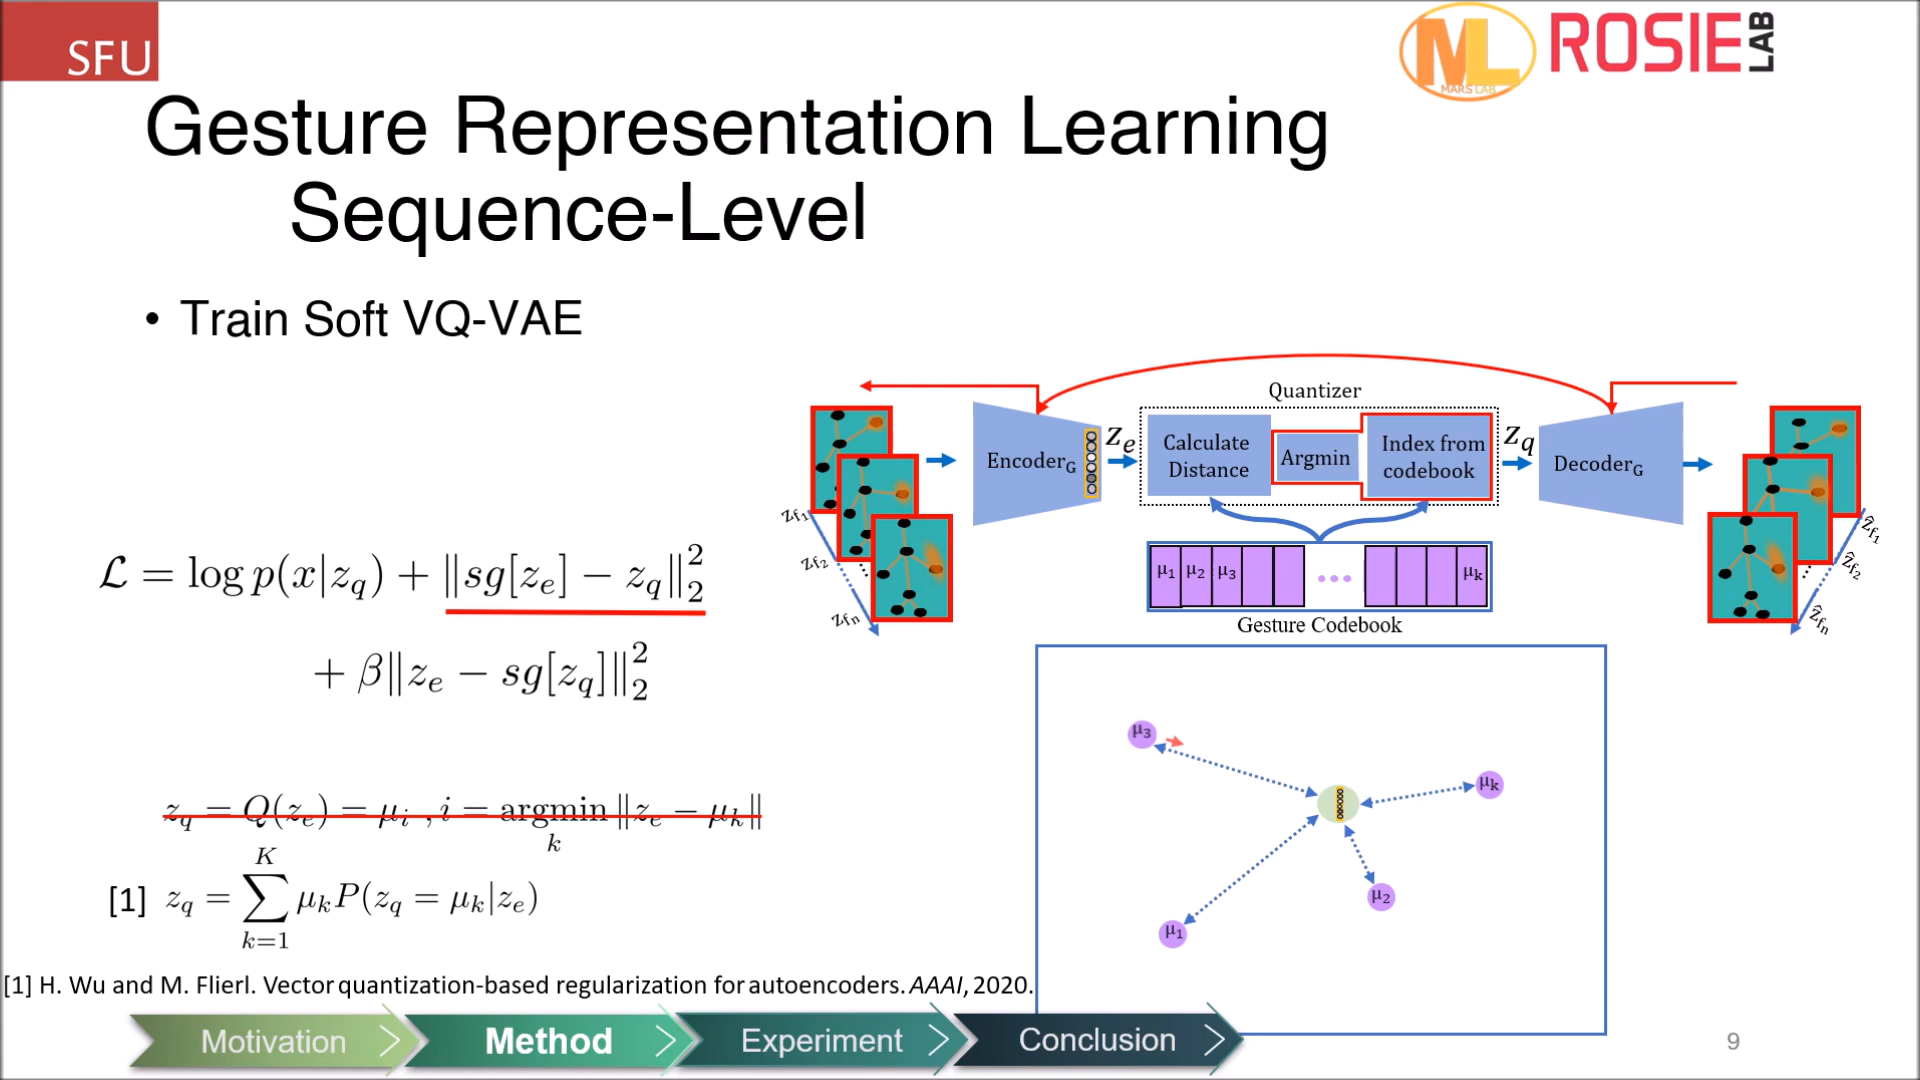 SFU
ML
MARS LAB
ROSIE LAB
Gesture Representation Learning
Sequence-Level
• Train Soft VQ-VAE
Quantizer
Encoder_G
z_e
Calculate
Distance
Argmin
Index from
codebook
z_q
Decoder_G
z_f₁
z_f₂
z_fₙ
ẑ_f₁
ẑ_f₂
ẑ_fₙ
μ₁ μ₂ μ₃ ... μ_k
Gesture Codebook
ℒ = log p(x|z_q) + ‖sg[z_e] − z_q‖₂²
+ β‖z_e − sg[z_q]‖₂²
z_q = Q(z_e) = μ_i , i = argmin_k ‖z_e − μ_k‖
[1] z_q = ∑_{k=1}^{K} μ_k P(z_q = μ_k|z_e)
μ₃
μ_k
μ₂
μ₁
[1] H. Wu and M. Flierl. Vector quantization-based regularization for autoencoders. AAAI, 2020.
Motivation
Method
Experiment
Conclusion
9